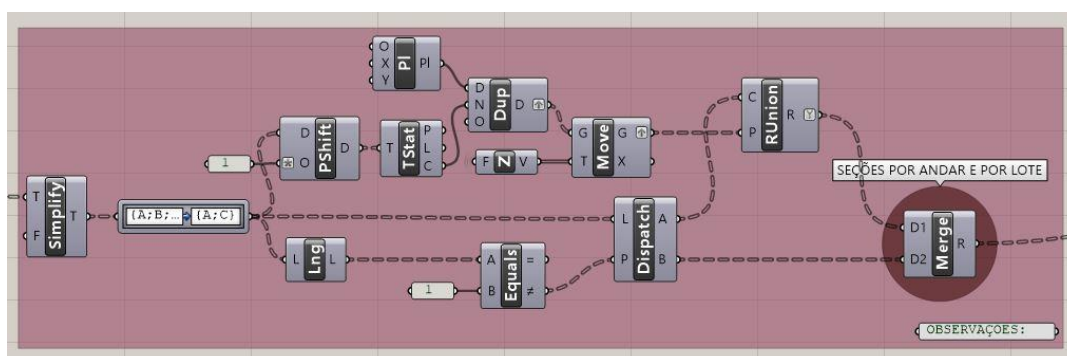 T
F
Simplify
T
{A;B;... {A;C}
1
D
O
PShift
D
T
TStat
P
L
C
O
X
Y
Pl
Pl
D
N
O
Dup
D
F
Z
V
G
T
Move
G
X
L
Lng
L
1
A
B
Equals
=
≠
L
P
Dispatch
A
B
C
P
RUnion
R
Y
SEÇÕES POR ANDAR E POR LOTE
D1
D2
Merge
R
OBSERVAÇOES: